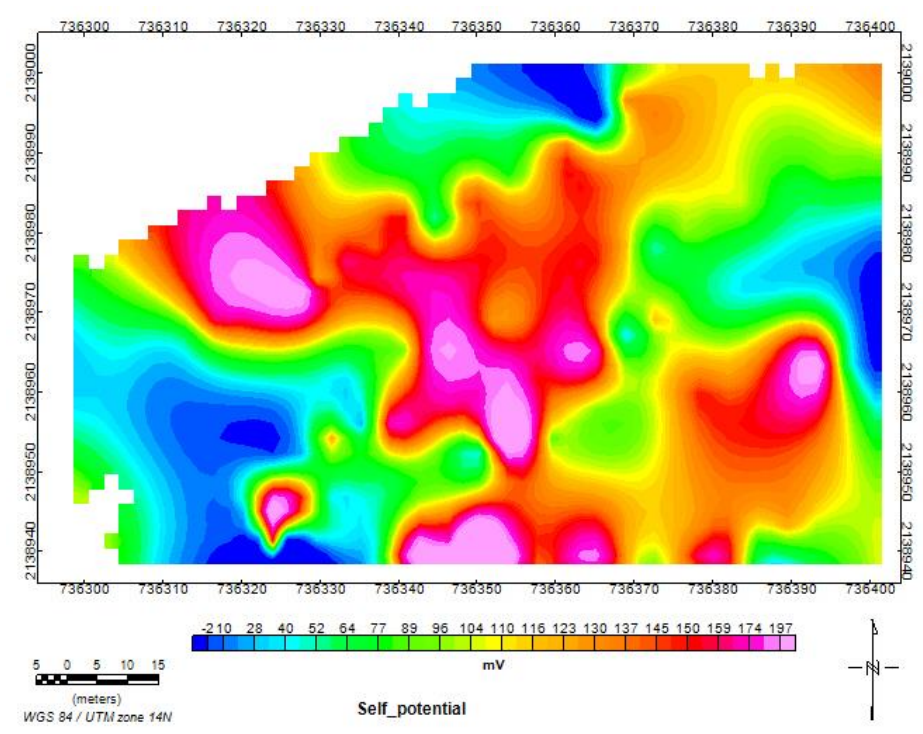 736300 736310 736320 736330 736340 736350 736360 736370 736380 736390 736400
2139000 2139000
2138990 2138990
2138980 2138980
2138970 2138970
2138960 2138960
2138950 2138950
2138940 2138940
736300 736310 736320 736330 736340 736350 736360 736370 736380 736390 736400
-2 10 28 40 52 64 77 89 96 104 110 116 123 130 137 145 150 159 174 197
mV
5 0 5 10 15
(meters)
WGS 84 / UTM zone 14N
Self_potential
N